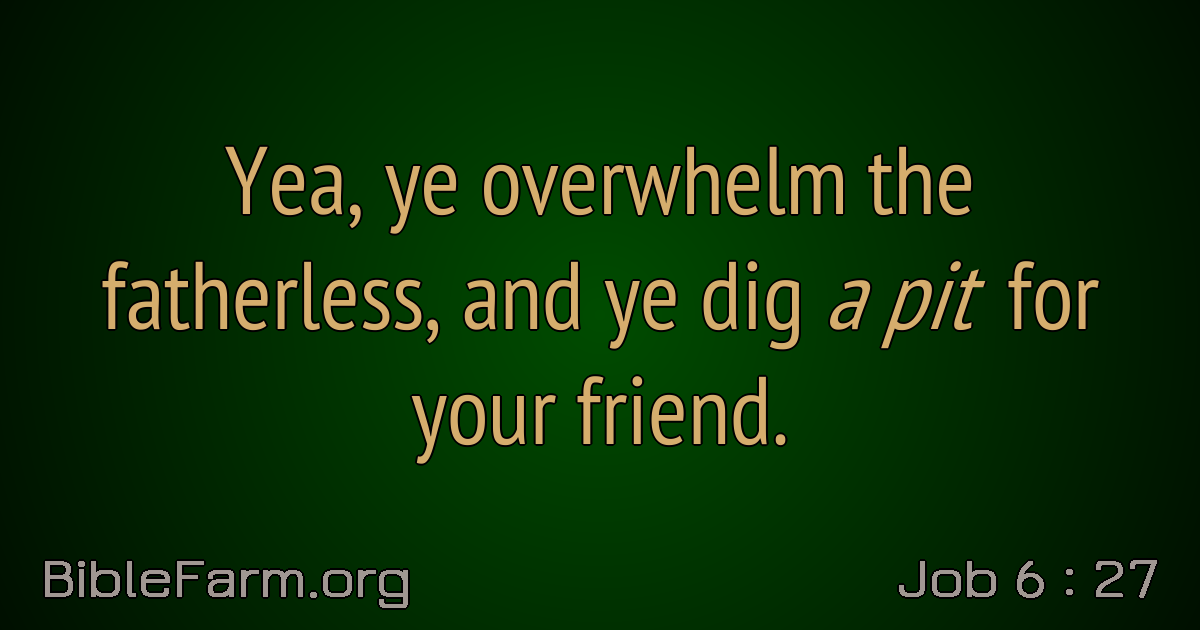 Yea, ye overwhelm the
fatherless, and ye dig a pit for
your friend.
BibleFarm.org
Job 6 : 27